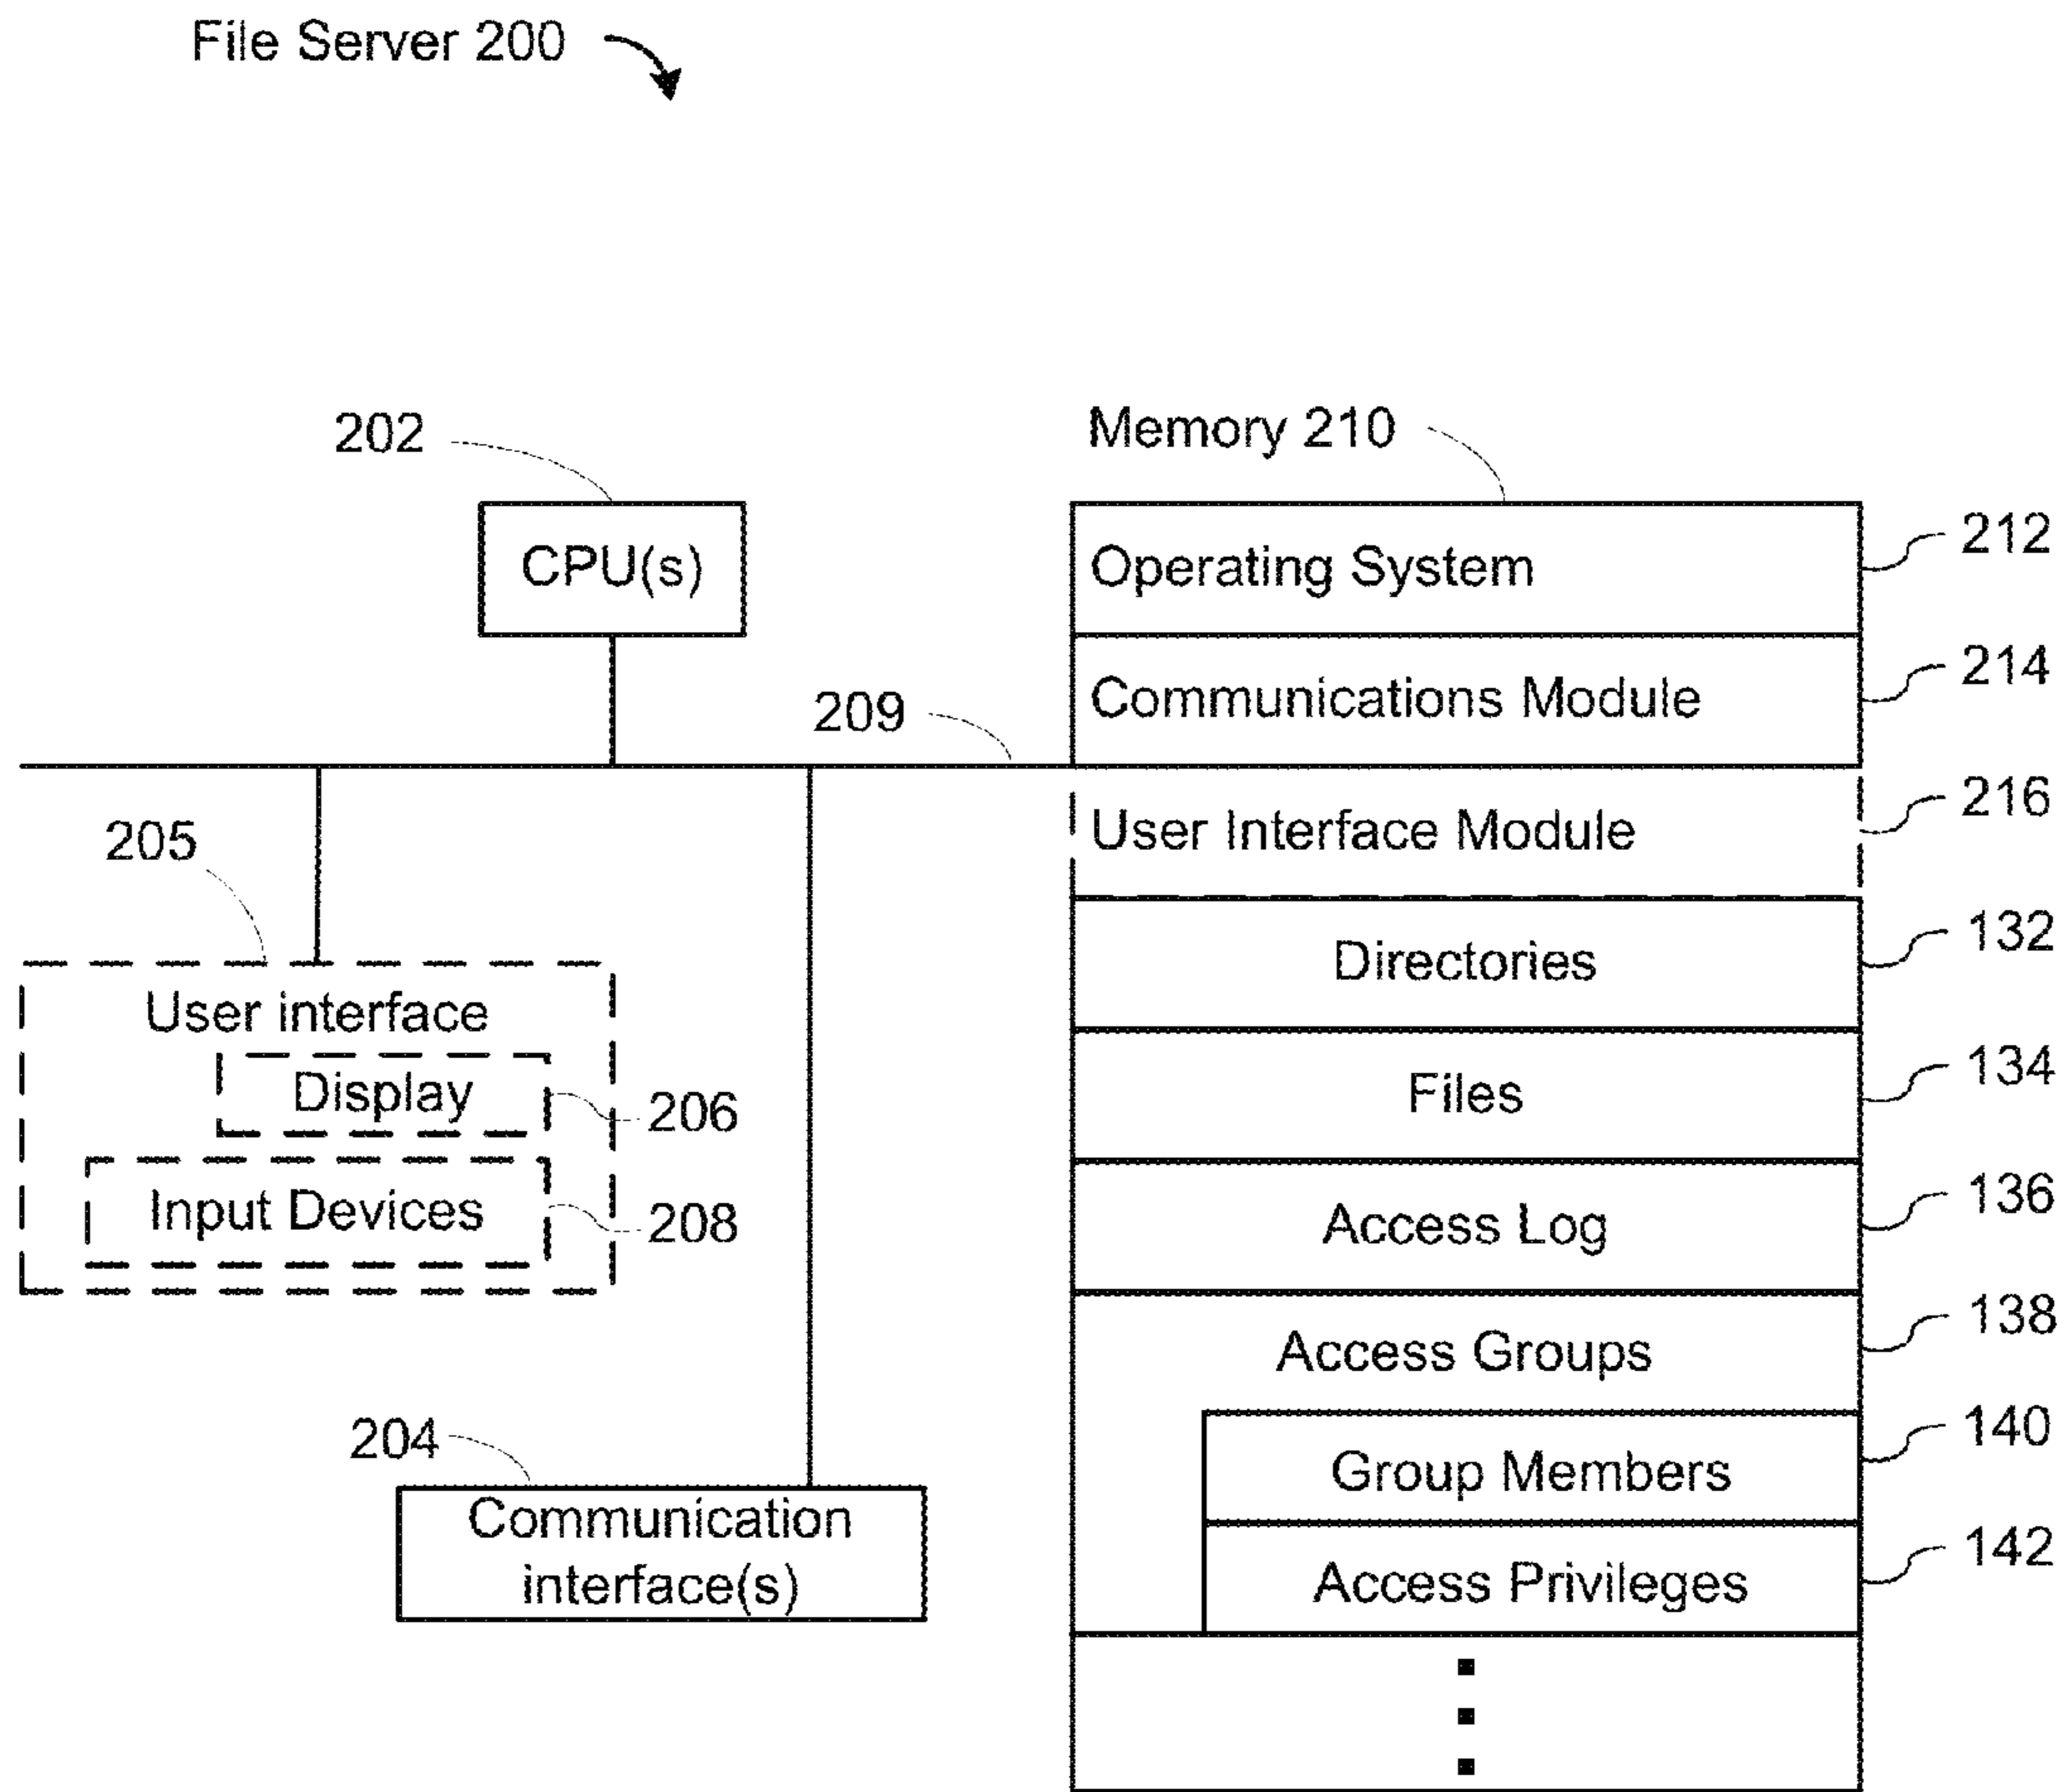 File Server 200
202
Memory 210
CPU(s)
Operating System
212
Communications Module
214
209
User Interface Module
216
205
Directories
132
User interface
Display
206
Files
134
Input Devices
208
Access Log
136
Access Groups
138
204
Group Members
140
Communication
interface(s)
Access Privileges
142